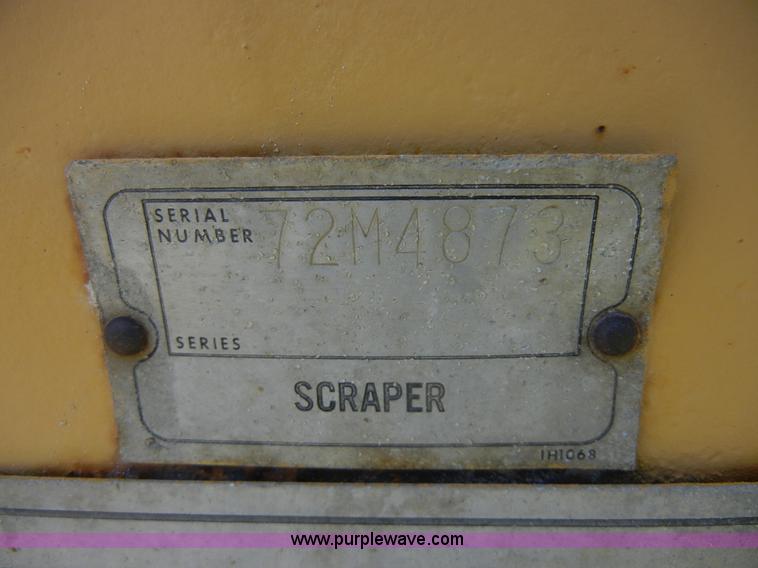 SERIAL
NUMBER 72M4873
SERIES
SCRAPER
1H1068
www.purplewave.com